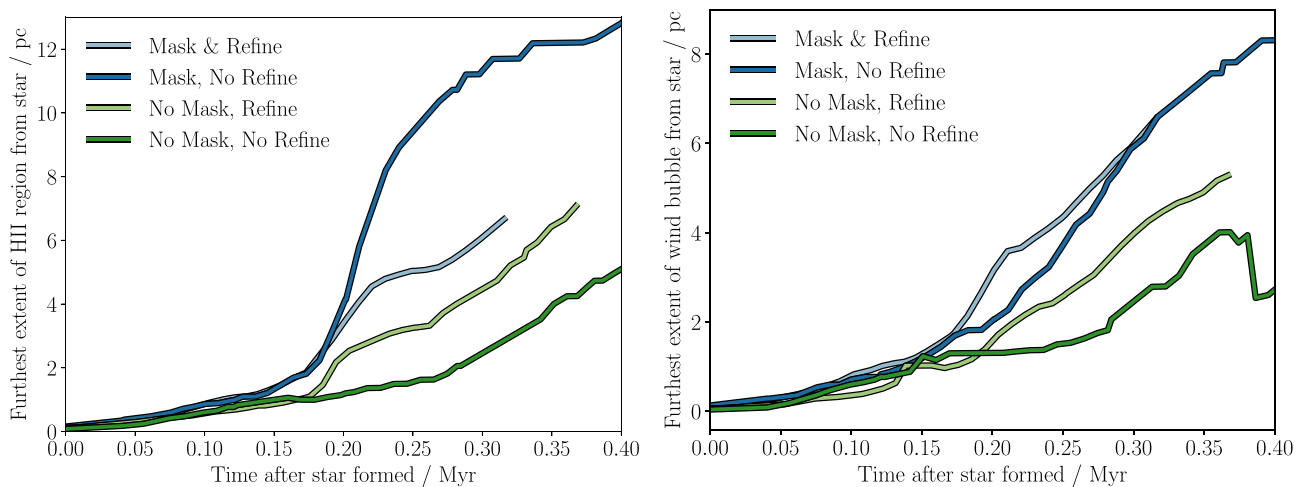 Furthest extent of HII region from star / pc
12
10
8
6
4
2
0
Mask & Refine
Mask, No Refine
No Mask, Refine
No Mask, No Refine
0.00 0.05 0.10 0.15 0.20 0.25 0.30 0.35 0.40
Time after star formed / Myr
Furthest extent of wind bubble from star / pc
8
6
4
2
0
Mask & Refine
Mask, No Refine
No Mask, Refine
No Mask, No Refine
0.00 0.05 0.10 0.15 0.20 0.25 0.30 0.35 0.40
Time after star formed / Myr